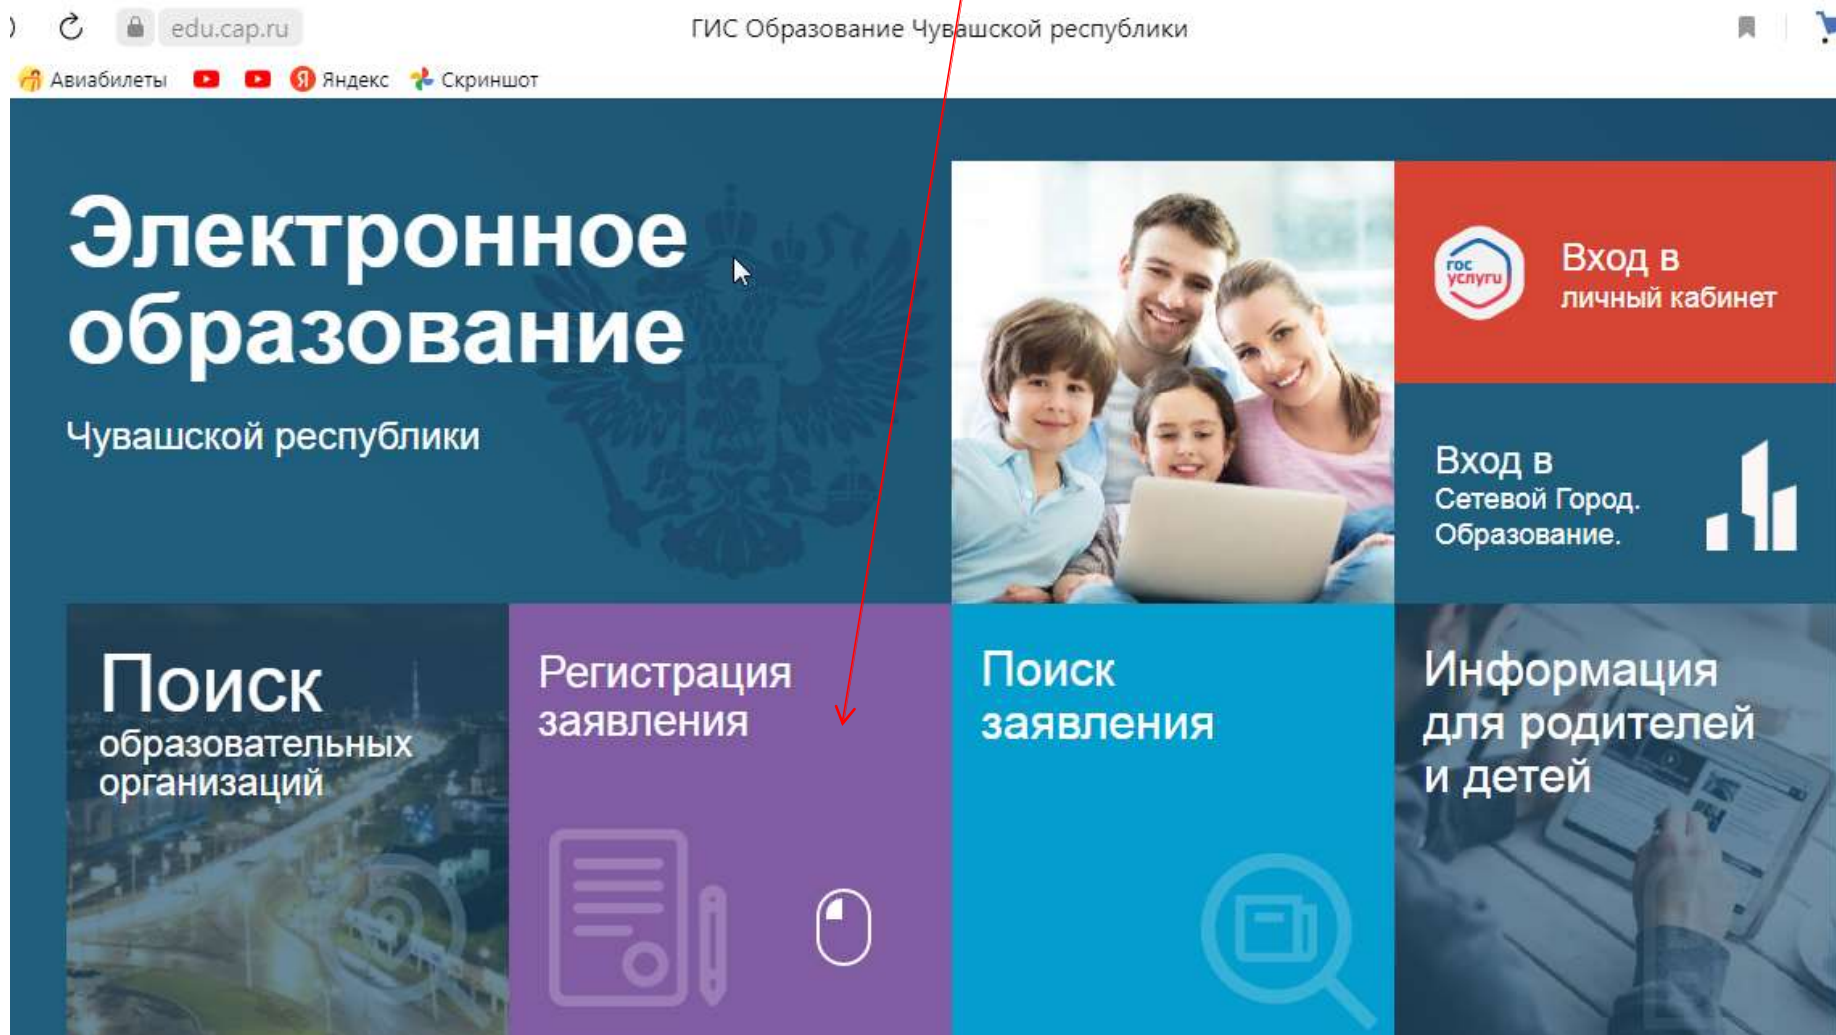 edu.cap.ru
ГИС Образование Чувашской республики
Авиабилеты
Яндекс
Скриншот
Электронное
образование
Чувашской республики
гос
услуги
Вход в
личный кабинет
Вход в
Сетевой Город.
Образование.
Поиск
образовательных
организаций
Регистрация
заявления
Поиск
заявления
Информация
для родителей
и детей